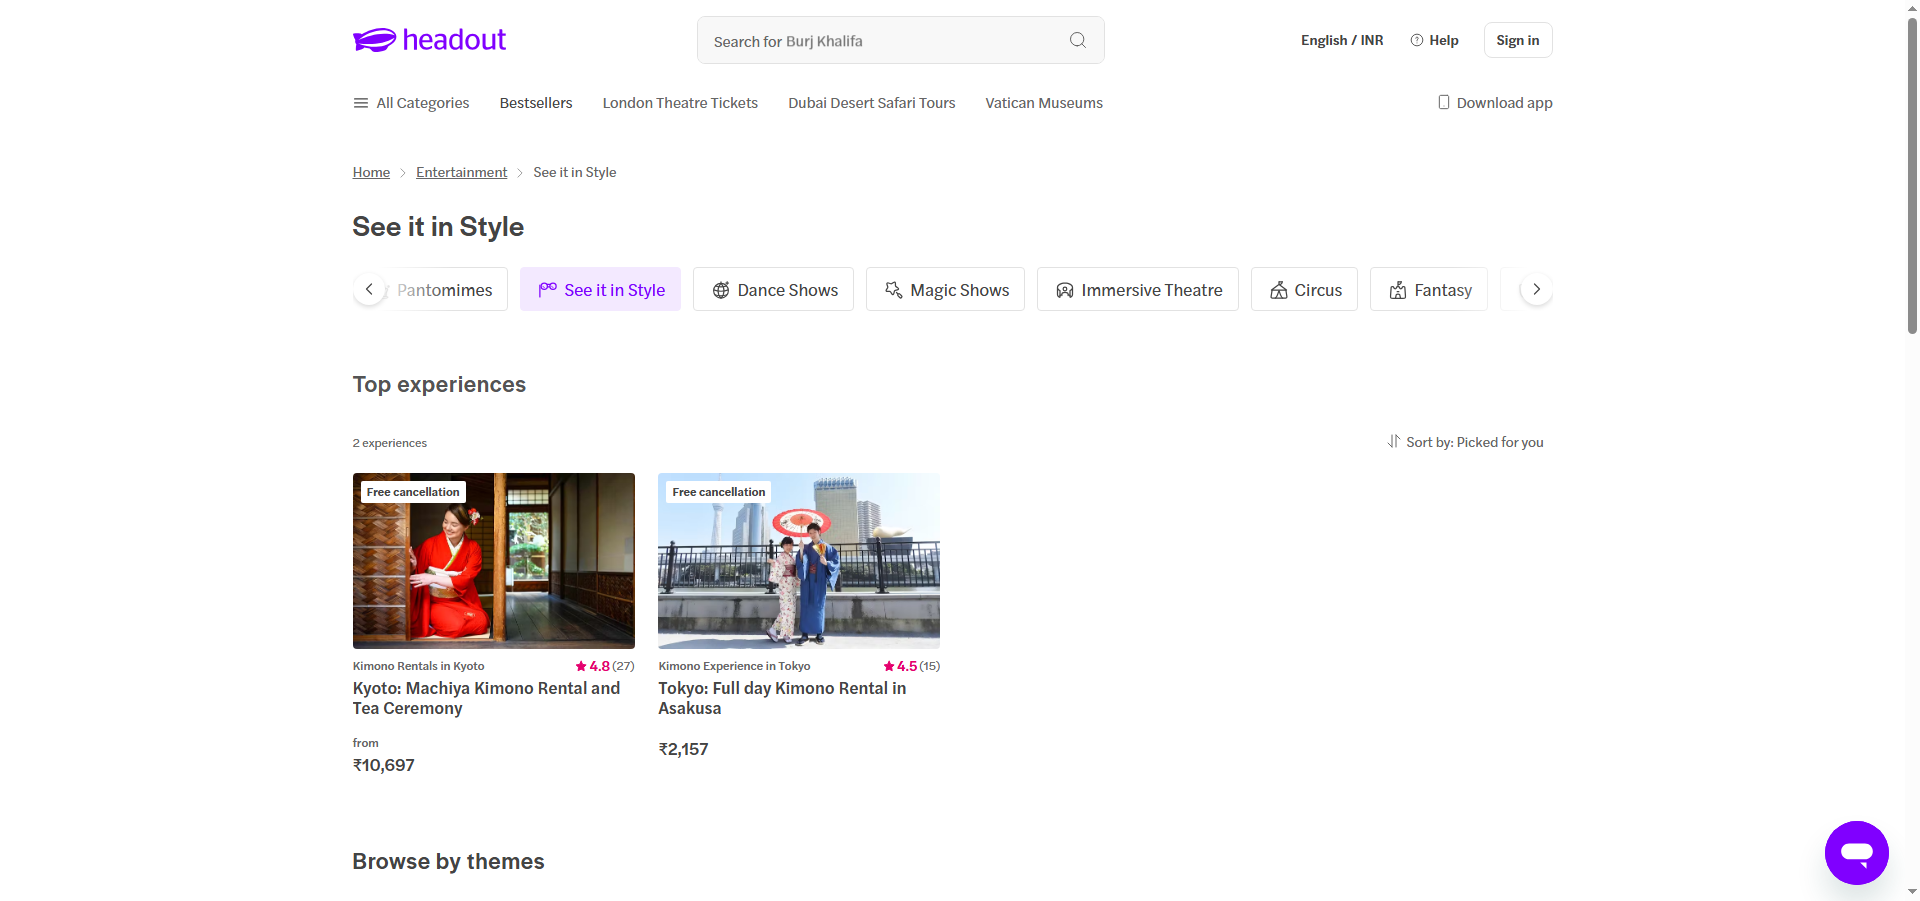 headout
Search for Burj Khalifa
English / INR
Help
Sign in
All Categories
Bestsellers
London Theatre Tickets
Dubai Desert Safari Tours
Vatican Museums
Download app
Home
Entertainment
See it in Style
See it in Style
Pantomimes
See it in Style
Dance Shows
Magic Shows
Immersive Theatre
Circus
Fantasy
Top experiences
2 experiences
Sort by: Picked for you
Free cancellation
Kimono Rentals in Kyoto
4.8 (27)
Kyoto: Machiya Kimono Rental and
Tea Ceremony
from
₹10,697
Free cancellation
Kimono Experience in Tokyo
4.5 (15)
Tokyo: Full day Kimono Rental in
Asakusa
₹2,157
Browse by themes